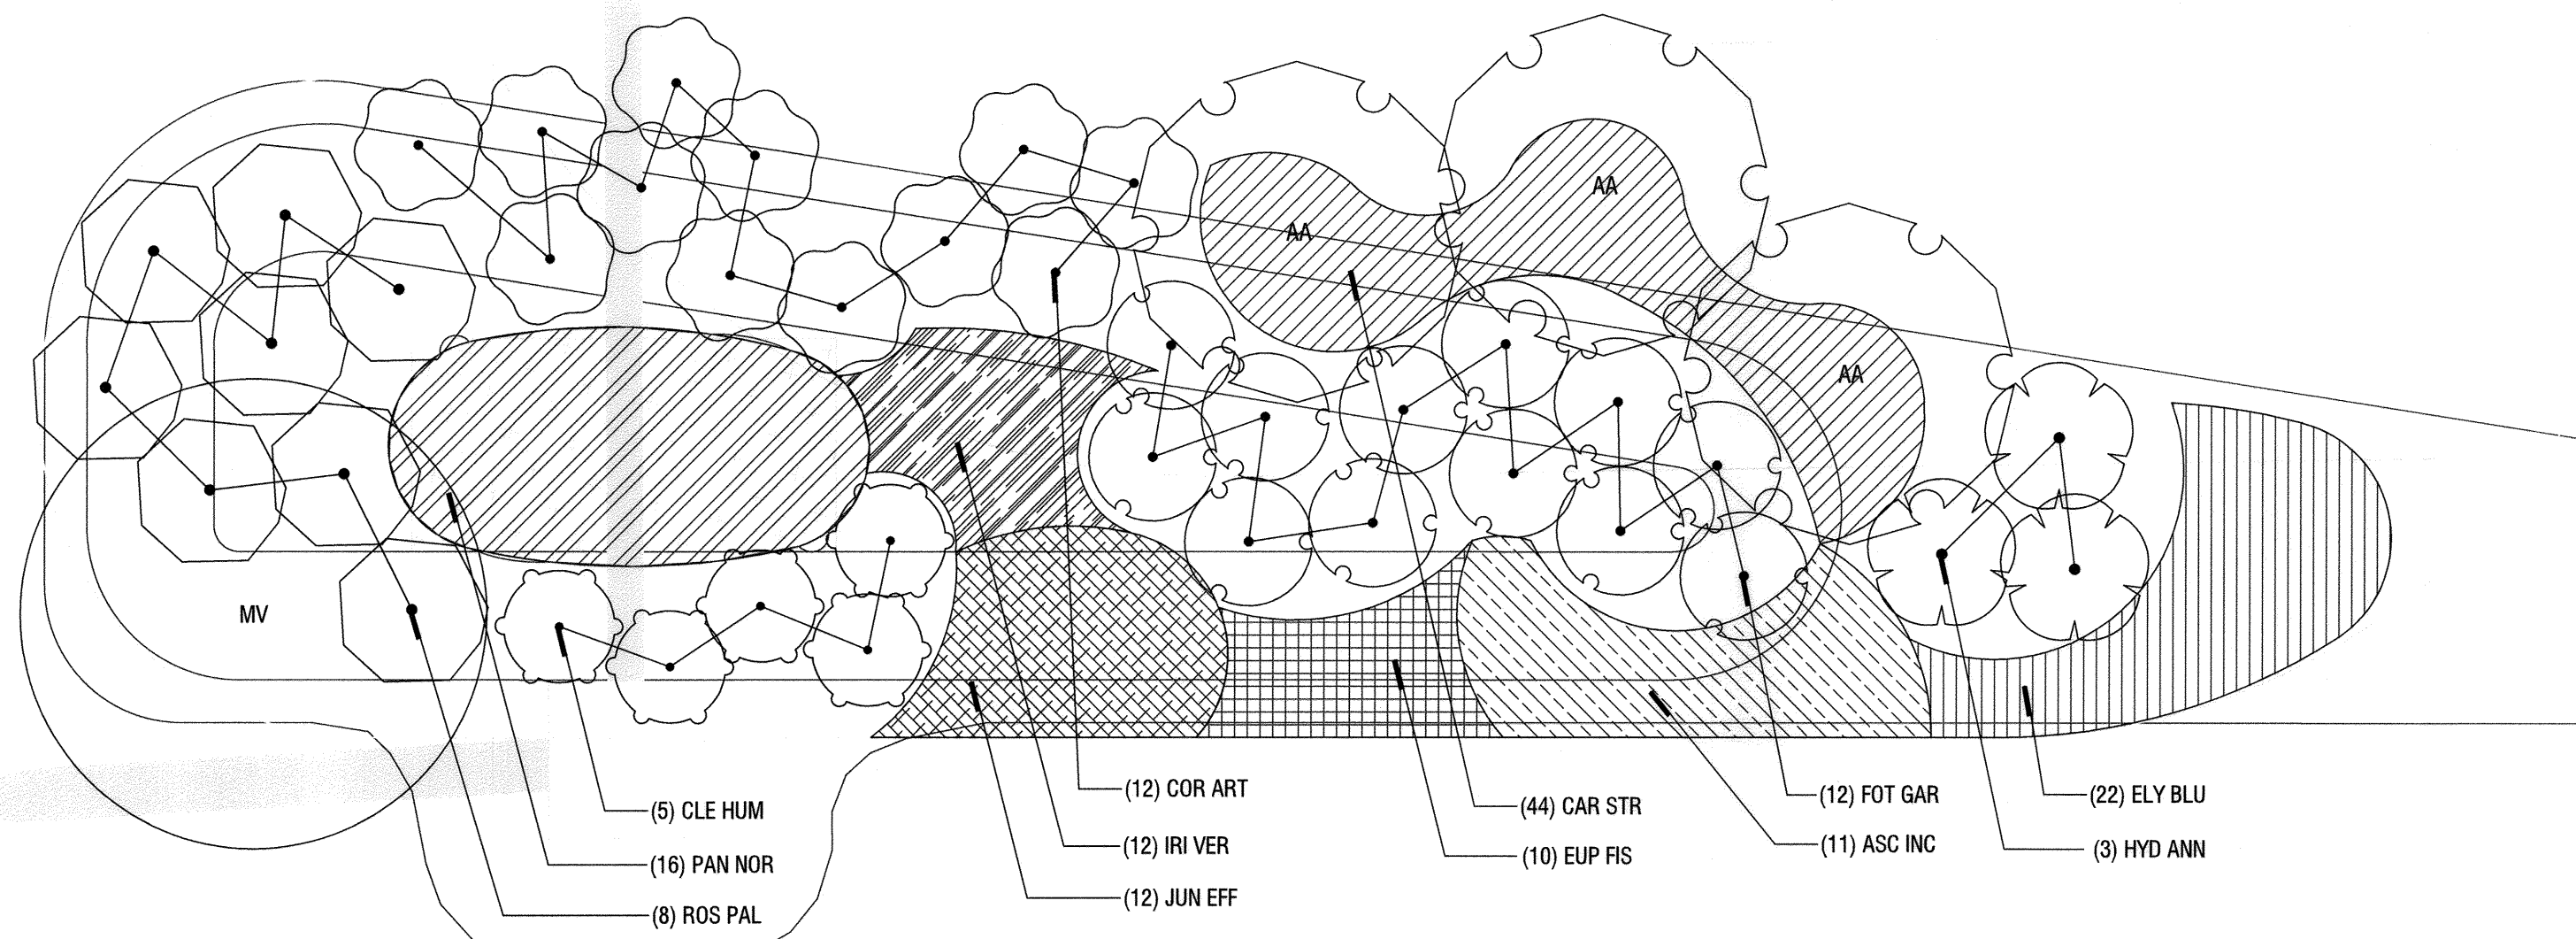 AA
AA
AA
MV
(5) CLE HUM
(16) PAN NOR
(8) ROS PAL
(12) COR ART
(12) IRI VER
(12) JUN EFF
(44) CAR STR
(10) EUP FIS
(12) FOT GAR
(11) ASC INC
(22) ELY BLU
(3) HYD ANN